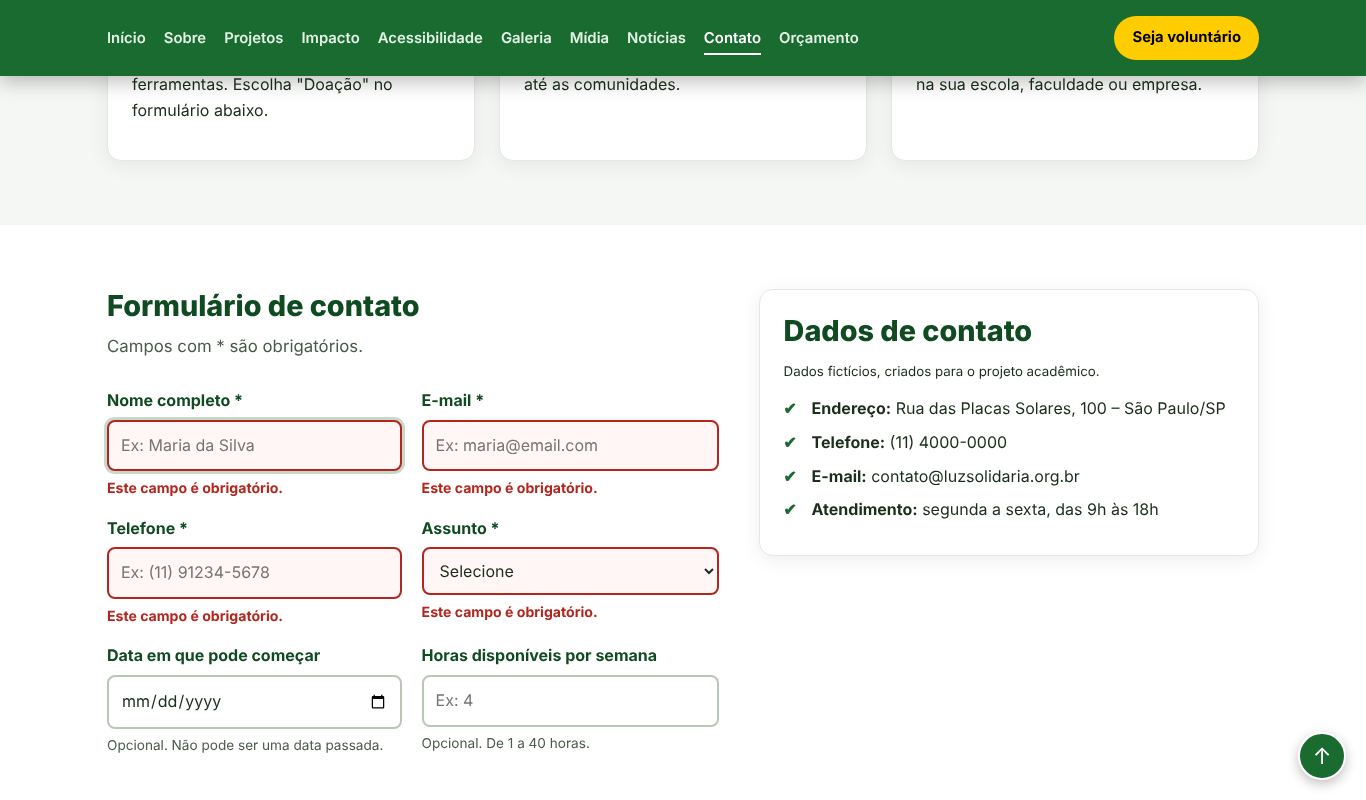 Início Sobre Projetos Impacto Acessibilidade Galeria Mídia Notícias Contato Orçamento Seja voluntário
ferramentas. Escolha "Doação" no
formulário abaixo.
até as comunidades.
na sua escola, faculdade ou empresa.
Formulário de contato
Campos com * são obrigatórios.
Nome completo *
Ex: Maria da Silva
Este campo é obrigatório.
E-mail *
Ex: maria@email.com
Este campo é obrigatório.
Telefone *
Ex: (11) 91234-5678
Este campo é obrigatório.
Assunto *
Selecione
Este campo é obrigatório.
Data em que pode começar
mm/dd/yyyy
Opcional. Não pode ser uma data passada.
Horas disponíveis por semana
Ex: 4
Opcional. De 1 a 40 horas.
Dados de contato
Dados fictícios, criados para o projeto acadêmico.
✔ Endereço: Rua das Placas Solares, 100 – São Paulo/SP
✔ Telefone: (11) 4000-0000
✔ E-mail: contato@luzsolidaria.org.br
✔ Atendimento: segunda a sexta, das 9h às 18h